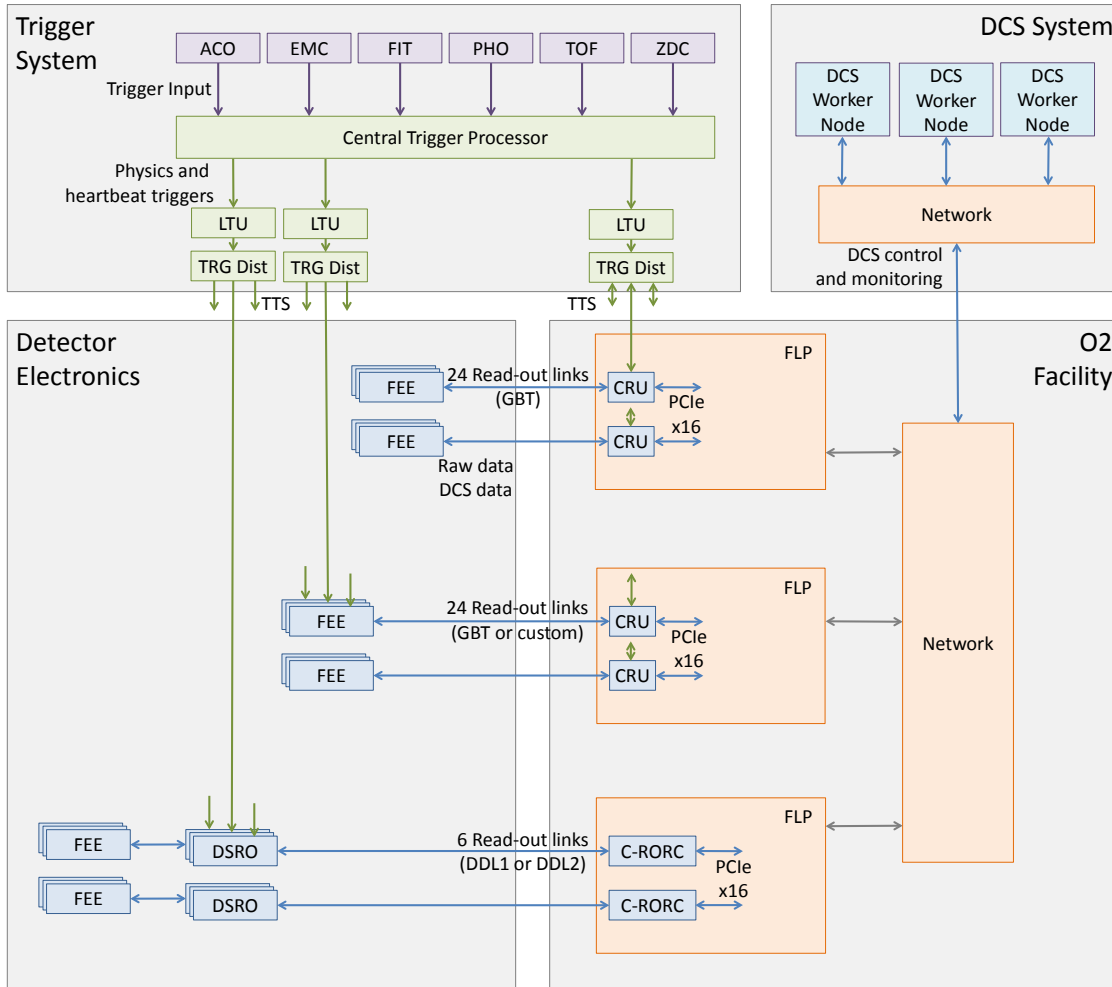 Trigger
System
ACO
EMC
FIT
PHO
TOF
ZDC
Trigger Input
Central Trigger Processor
Physics and
heartbeat triggers
LTU
LTU
LTU
TRG Dist
TRG Dist
TRG Dist
TTS
TTS
DCS System
DCS
Worker
Node
DCS
Worker
Node
DCS
Worker
Node
Network
DCS control
and monitoring
Detector
Electronics
O2
Facility
FLP
24 Read-out links
(GBT)
FEE
CRU
PCIe
x16
FEE
CRU
Raw data
DCS data
FLP
24 Read-out links
(GBT or custom)
FEE
CRU
PCIe
x16
FEE
CRU
Network
FLP
6 Read-out links
(DDL1 or DDL2)
FEE
DSRO
C-RORC
PCIe
x16
FEE
DSRO
C-RORC